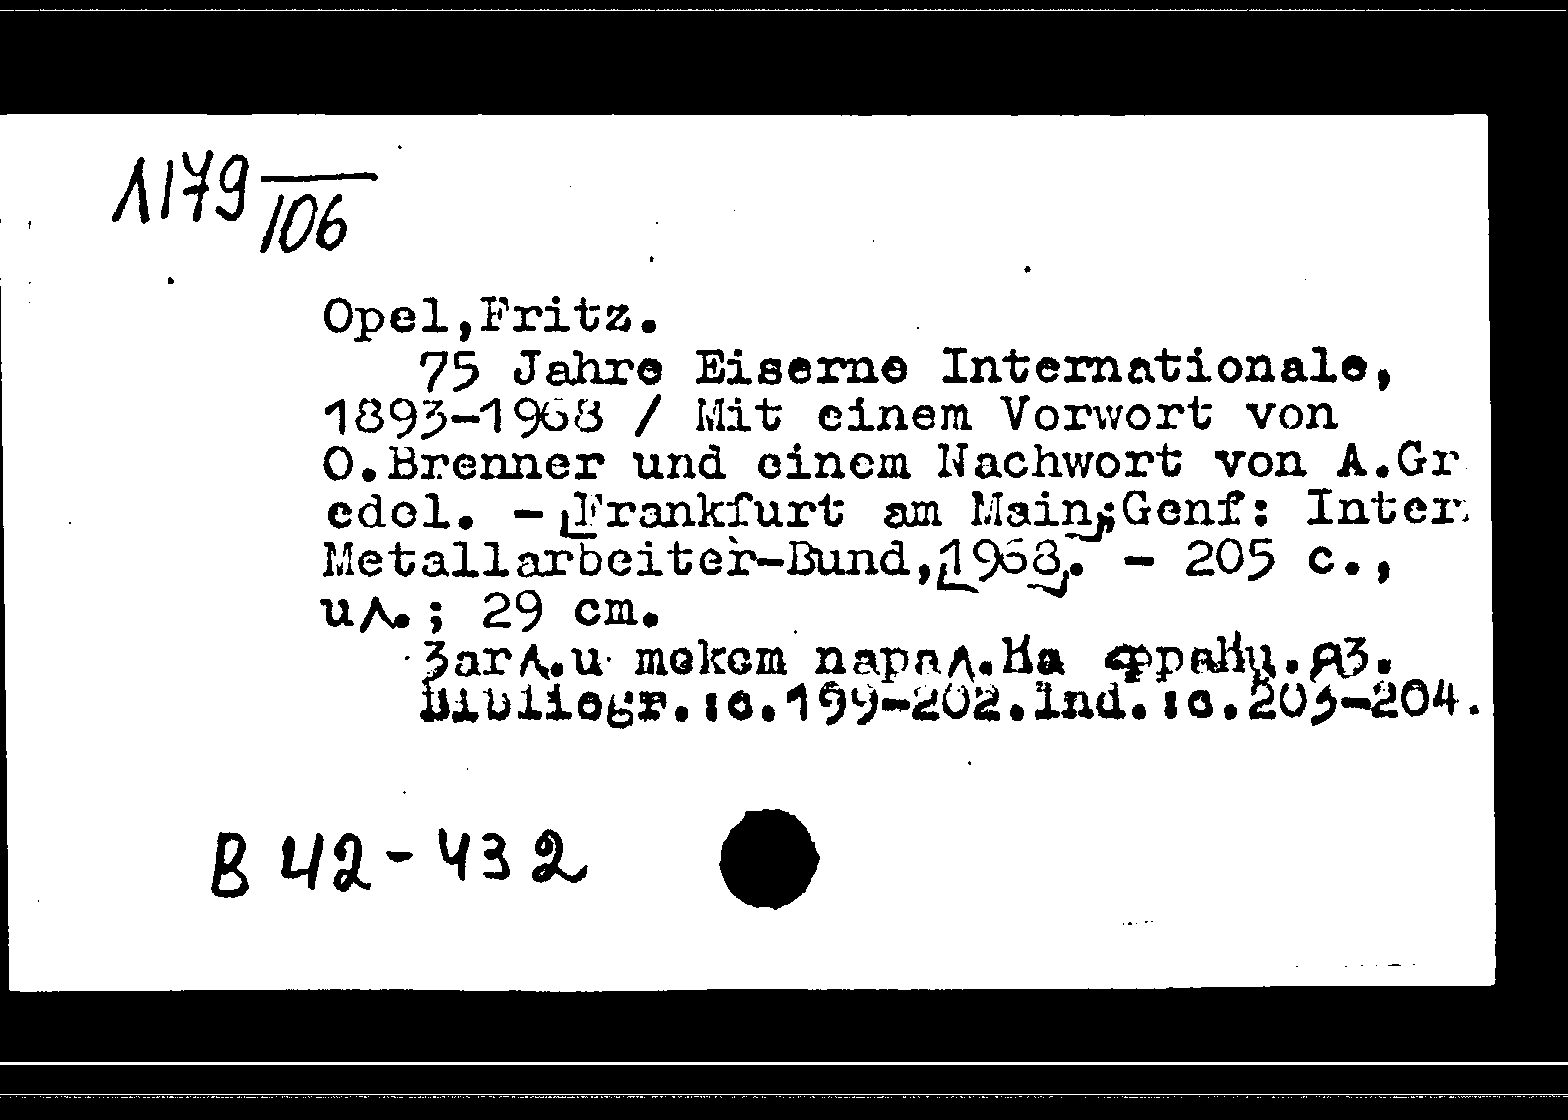 Л179/106
Opel,Fritz.
75 Jahre Eiserne Internationale,
1893-1968 / Mit einem Vorwort von
O.Brenner und einem Nachwort von A.Gr
edel. - [Frankfurt am Main];Genf: Inter.
Metallarbeiter-Bund,[1968]. - 205 c.,
ил.; 29 cm.
Загл.и текст парал.на франц.яз.
Bibliogr.:c.199-202.Ind.:c.203-204.
В 42-432